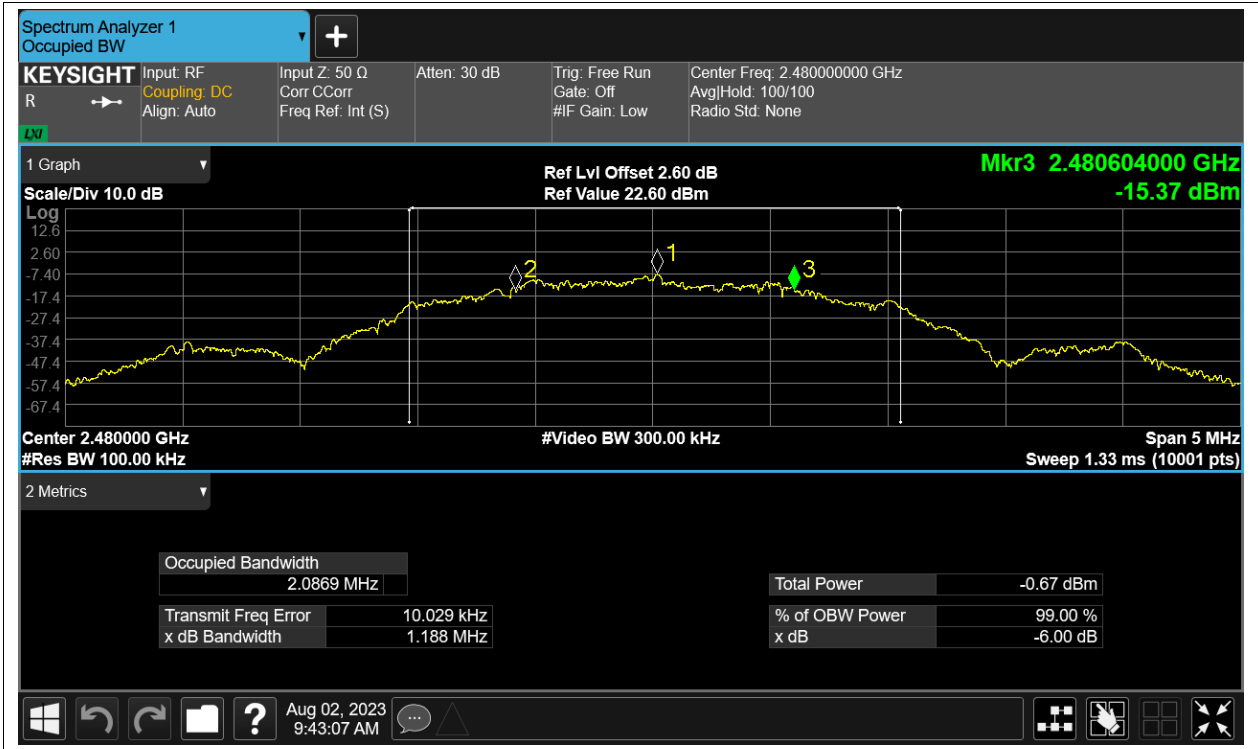 Spectrum Analyzer 1
Occupied BW
+
KEYSIGHT
R
LXI
Input: RF
Coupling: DC
Align: Auto
Input Z: 50 Ω
Corr CCorr
Freq Ref: Int (S)
Atten: 30 dB
Trig: Free Run
Gate: Off
#IF Gain: Low
Center Freq: 2.480000000 GHz
Avg|Hold: 100/100
Radio Std: None
1 Graph
Scale/Div 10.0 dB
Ref Lvl Offset 2.60 dB
Ref Value 22.60 dBm
Mkr3 2.480604000 GHz
-15.37 dBm
Log
12.6
2.60
-7.40
-17.4
-27.4
-37.4
-47.4
-57.4
-67.4
2
1
3
Center 2.480000 GHz
#Video BW 300.00 kHz
Span 5 MHz
#Res BW 100.00 kHz
Sweep 1.33 ms (10001 pts)
2 Metrics
Occupied Bandwidth
2.0869 MHz
Transmit Freq Error 10.029 kHz
x dB Bandwidth 1.188 MHz
Total Power -0.67 dBm
% of OBW Power 99.00 %
x dB -6.00 dB
?
Aug 02, 2023
9:43:07 AM